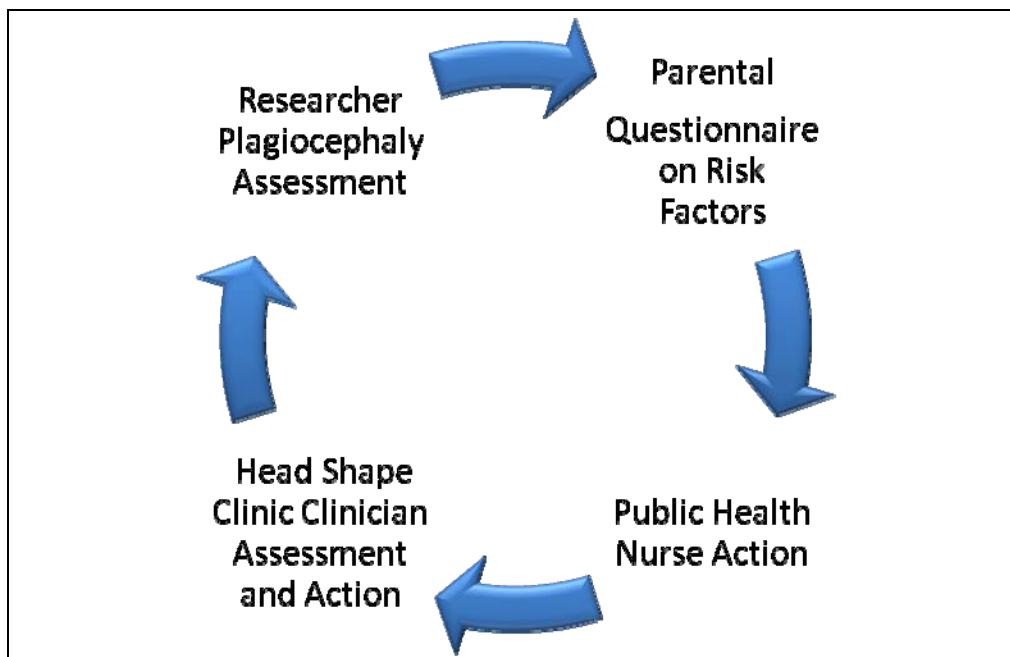 Researcher
Plagiocephaly
Assessment
Parental
Questionnaire
on Risk
Factors
Public Health
Nurse Action
Head Shape
Clinic Clinician
Assessment
and Action